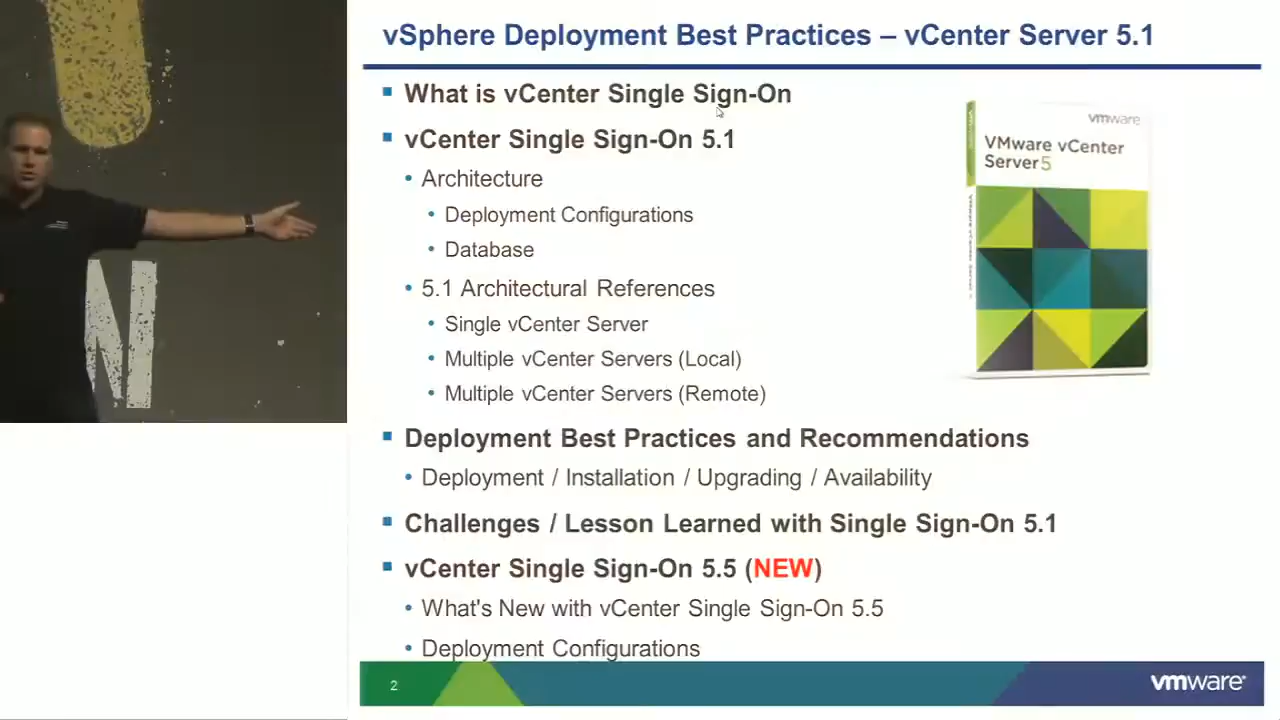 vSphere Deployment Best Practices – vCenter Server 5.1
▪ What is vCenter Single Sign-On
▪ vCenter Single Sign-On 5.1
• Architecture
• Deployment Configurations
• Database
• 5.1 Architectural References
• Single vCenter Server
• Multiple vCenter Servers (Local)
• Multiple vCenter Servers (Remote)
▪ Deployment Best Practices and Recommendations
• Deployment / Installation / Upgrading / Availability
▪ Challenges / Lesson Learned with Single Sign-On 5.1
▪ vCenter Single Sign-On 5.5 (NEW)
• What's New with vCenter Single Sign-On 5.5
• Deployment Configurations
vmware
VMware vCenter
Server 5
N
2
vmware